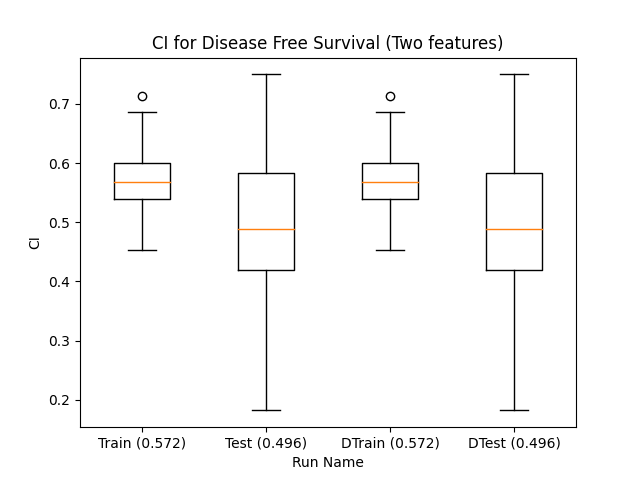 CI for Disease Free Survival (Two features)
0.7
0.6
0.5
0.4
0.3
0.2
CI
Train (0.572)
Test (0.496)
DTrain (0.572)
DTest (0.496)
Run Name